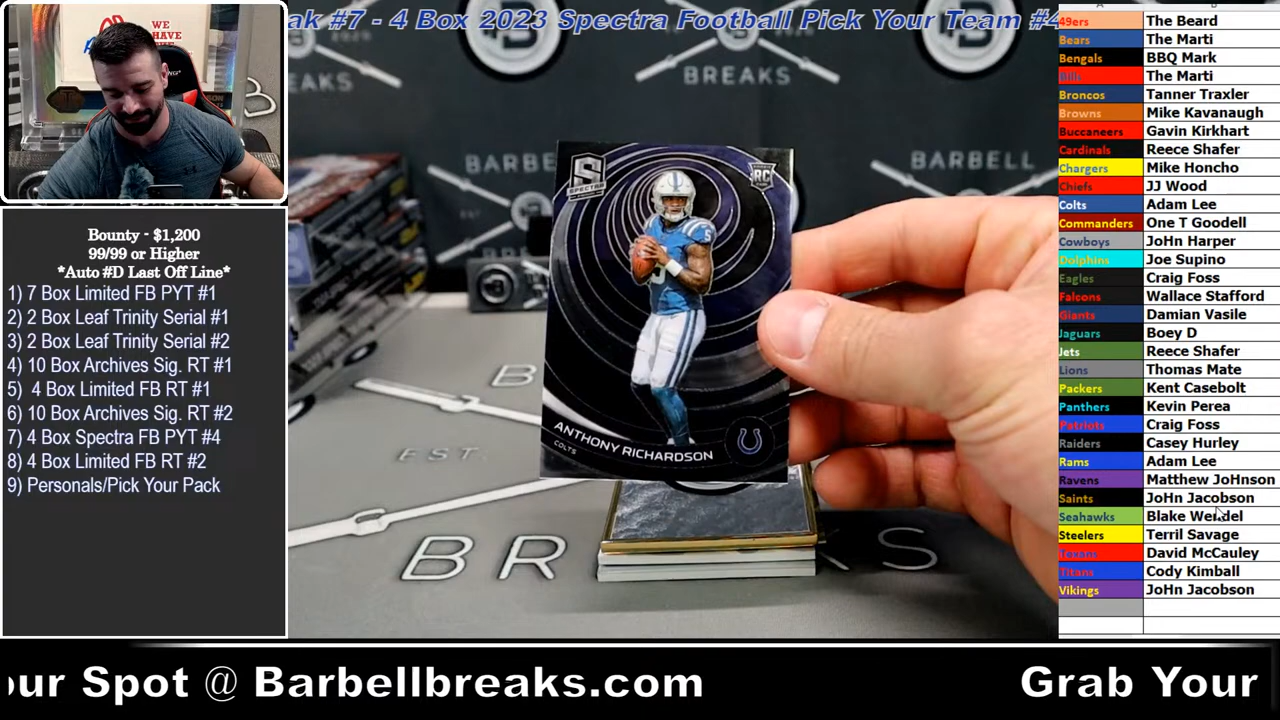 ak #7 - 4 Box 2023 Spectra Football Pick Your Team #4
WE
HAVE
BREAKS
BARBELL
Bounty - $1,200
99/99 or Higher
*Auto #D Last Off Line*
1) 7 Box Limited FB PYT #1
2) 2 Box Leaf Trinity Serial #1
3) 2 Box Leaf Trinity Serial #2
4) 10 Box Archives Sig. RT #1
5) 4 Box Limited FB RT #1
6) 10 Box Archives Sig. RT #2
7) 4 Box Spectra FB PYT #4
8) 4 Box Limited FB RT #2
9) Personals/Pick Your Pack
S
SPECTRA
RC
5
ANTHONY RICHARDSON
COLTS
B
EST.
BR
S
49ers The Beard
Bears The Marti
Bengals BBQ Mark
Bills The Marti
Broncos Tanner Traxler
Browns Mike Kavanaugh
Buccaneers Gavin Kirkhart
Cardinals Reece Shafer
Chargers Mike Honcho
Chiefs JJ Wood
Colts Adam Lee
Commanders One T Goodell
Cowboys JoHn Harper
Dolphins Joe Supino
Eagles Craig Foss
Falcons Wallace Stafford
Giants Damian Vasile
Jaguars Boey D
Jets Reece Shafer
Lions Thomas Mate
Packers Kent Casebolt
Panthers Kevin Perea
Patriots Craig Foss
Raiders Casey Hurley
Rams Adam Lee
Ravens Matthew JoHnson
Saints JoHn Jacobson
Seahawks Blake Wendel
Steelers Terril Savage
Texans David McCauley
Titans Cody Kimball
Vikings JoHn Jacobson
our Spot @ Barbellbreaks.com Grab Your